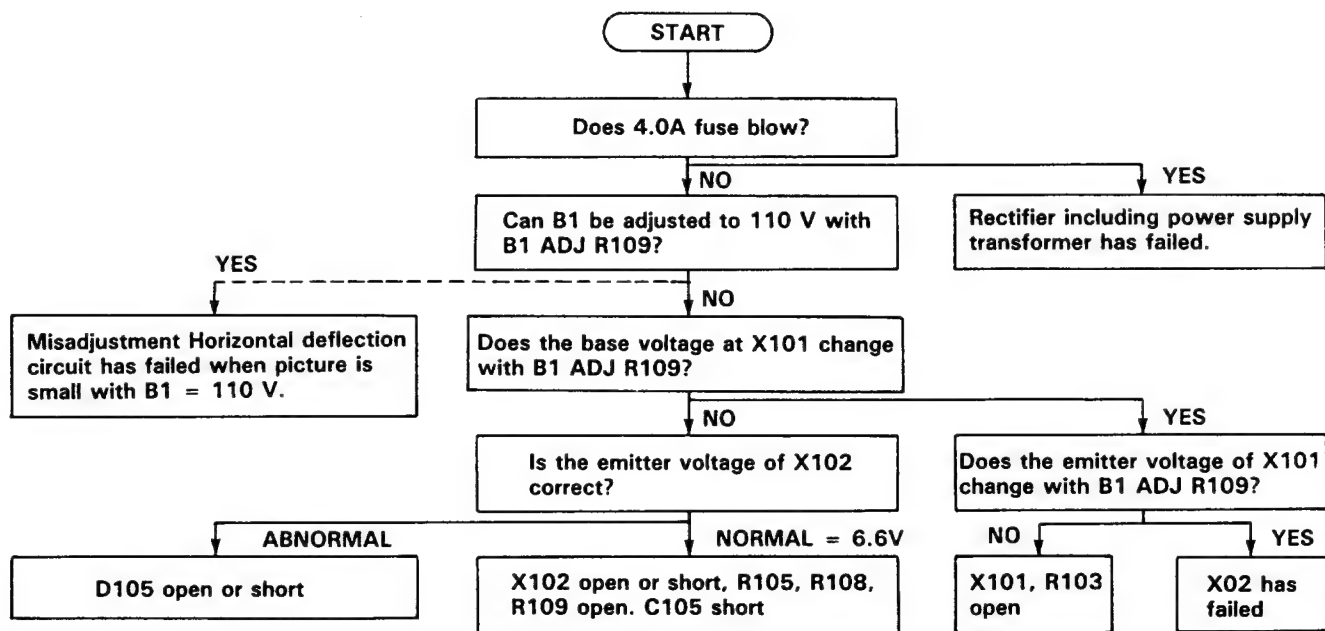 START
Does 4.0A fuse blow?
NO
YES
Can B1 be adjusted to 110 V with
B1 ADJ R109?
Rectifier including power supply
transformer has failed.
YES
NO
Misadjustment Horizontal deflection
circuit has failed when picture is
small with B1 = 110 V.
Does the base voltage at X101 change
with B1 ADJ R109?
NO
YES
Is the emitter voltage of X102
correct?
Does the emitter voltage of X101
change with B1 ADJ R109?
ABNORMAL
NORMAL = 6.6V
NO
YES
D105 open or short
X102 open or short, R105, R108,
R109 open. C105 short
X101, R103
open
X02 has
failed